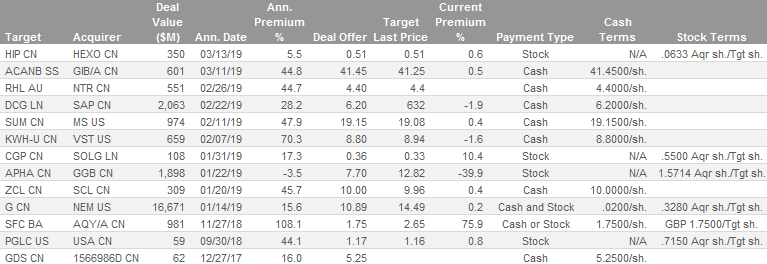 Deal Ann. Target Current
Value Premium Target Premium Cash
Target Acquirer ($M) Ann. Date % Deal Offer Last Price % Payment Type Terms Stock Terms
HIP CN HEXO CN 350 03/13/19 5.5 0.51 0.51 0.6 Stock N/A .0633 Aqr sh./Tgt sh.
ACANB SS GIB/A CN 601 03/11/19 44.8 41.45 41.25 0.5 Cash 41.4500/sh.
RHL AU NTR CN 551 02/26/19 44.7 4.40 4.4 Cash 4.4000/sh.
DCG LN SAP CN 2,063 02/22/19 28.2 6.20 632 -1.9 Cash 6.2000/sh.
SUM CN MS US 974 02/11/19 47.9 19.15 19.08 0.4 Cash 19.1500/sh.
KWH-U CN VST US 659 02/07/19 70.3 8.80 8.94 -1.6 Cash 8.8000/sh.
CGP CN SOLG LN 108 01/31/19 17.3 0.36 0.33 10.4 Stock N/A .5500 Aqr sh./Tgt sh.
APHA CN GGB CN 1,898 01/22/19 -3.5 7.70 12.82 -39.9 Stock N/A 1.5714 Aqr sh./Tgt sh.
ZCL CN SCL CN 309 01/20/19 45.7 10.00 9.96 0.4 Cash 10.0000/sh.
G CN NEM US 16,671 01/14/19 15.6 10.89 14.49 0.2 Cash and Stock .0200/sh. .3280 Aqr sh./Tgt sh.
SFC BA AQY/A CN 981 11/27/18 108.1 1.75 2.65 75.9 Cash or Stock 1.7500/sh. GBP 1.7500/Tgt sh.
PGLC US USA CN 59 09/30/18 44.1 1.17 1.16 0.8 Stock N/A .7150 Aqr sh./Tgt sh.
GDS CN 1566986D CN 62 12/27/17 16.0 5.25 Cash 5.2500/sh.